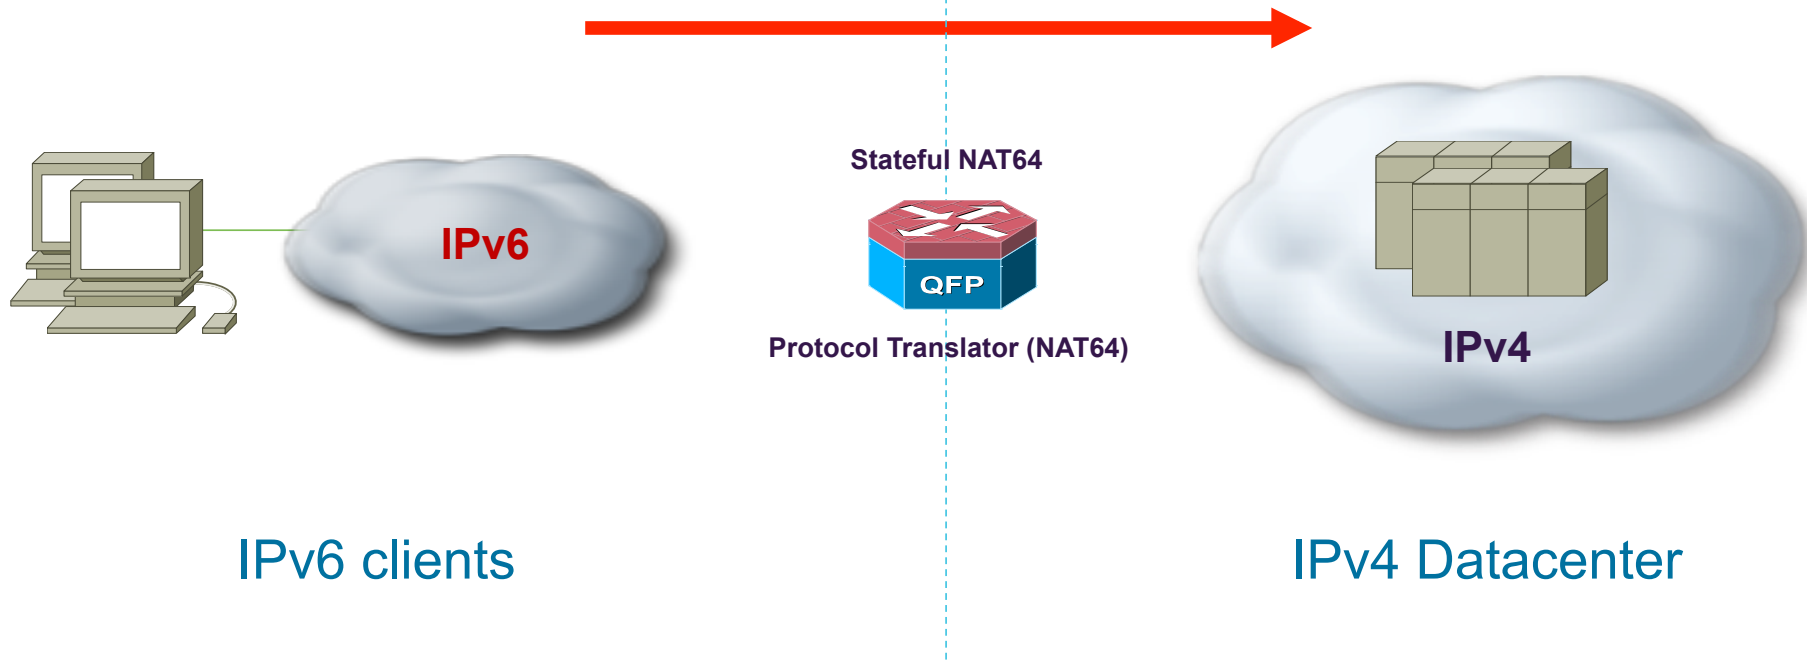 Stateful NAT64
IPv6
QFP
Protocol Translator (NAT64)
IPv4
IPv6 clients
IPv4 Datacenter